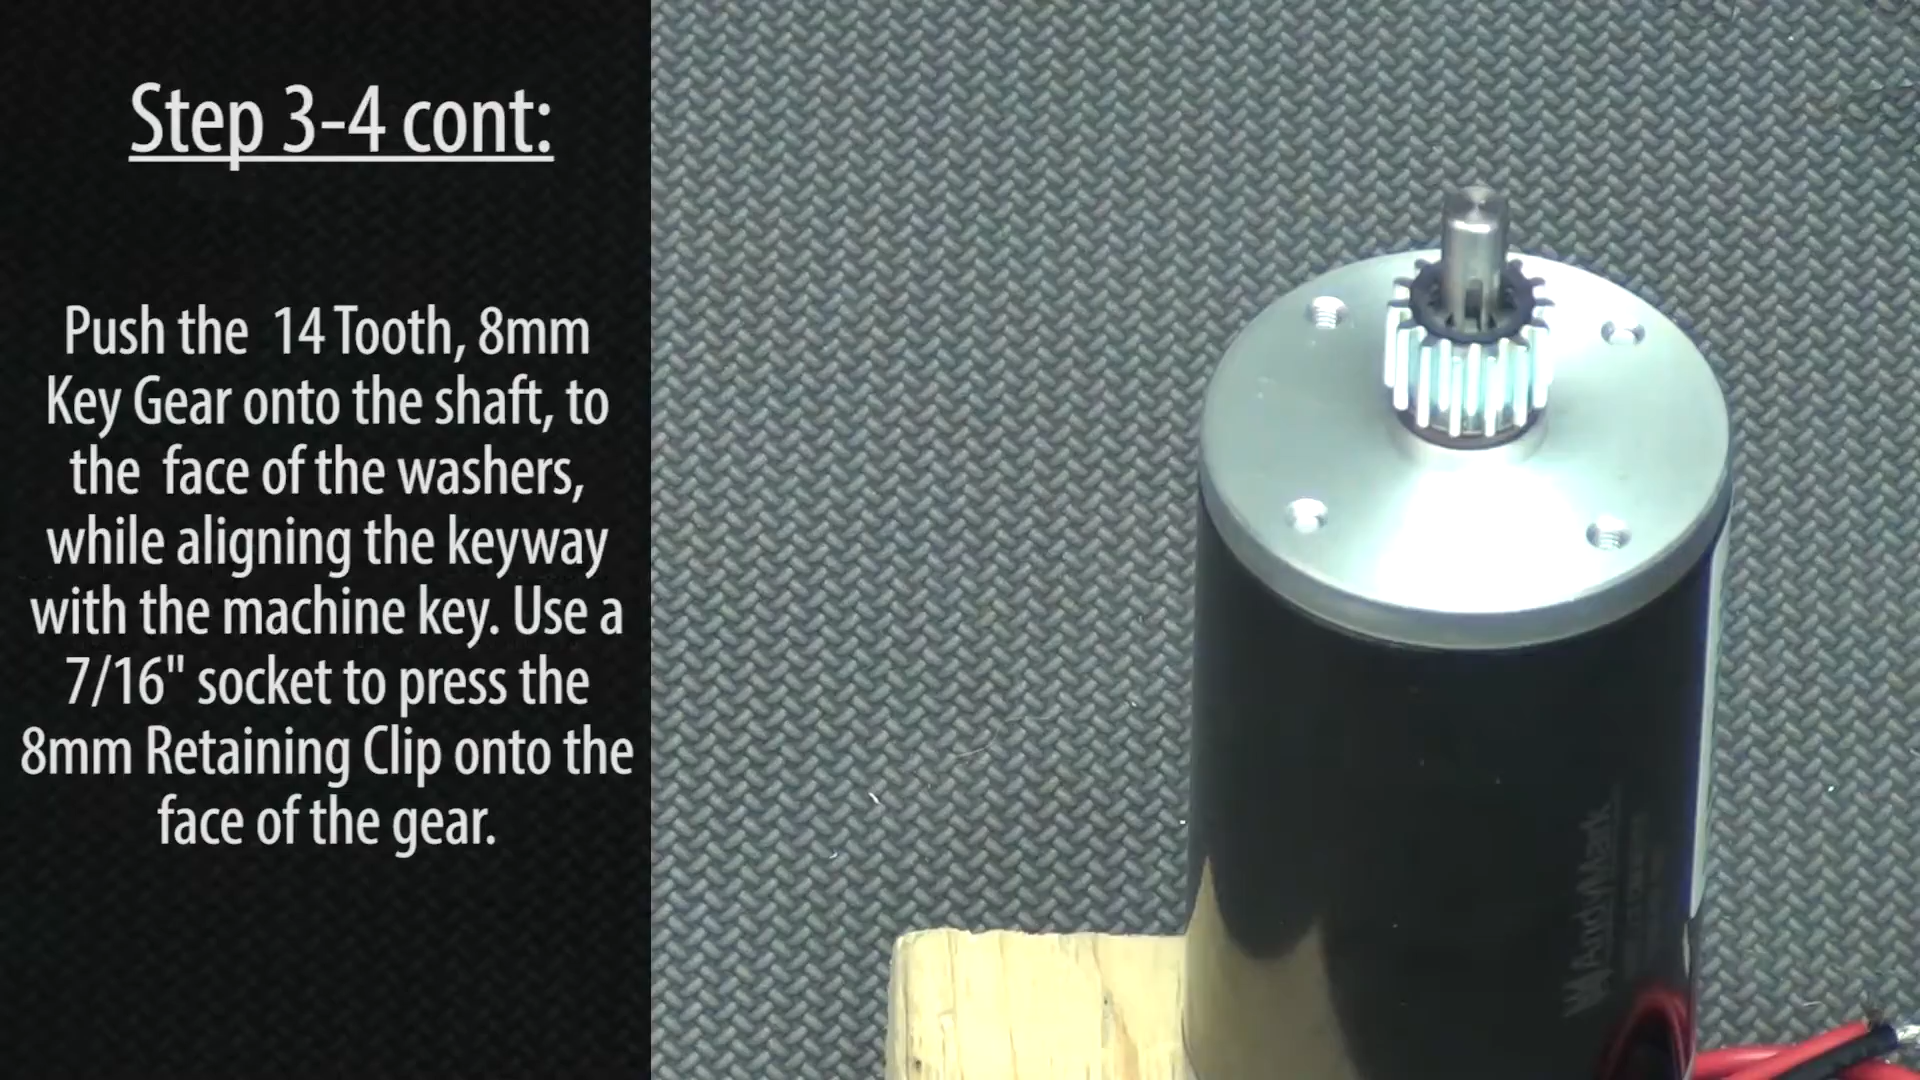 Step 3-4 cont:
Push the 14 Tooth, 8mm
Key Gear onto the shaft, to
the face of the washers,
while aligning the keyway
with the machine key. Use a
7/16" socket to press the
8mm Retaining Clip onto the
face of the gear.
AndyMark